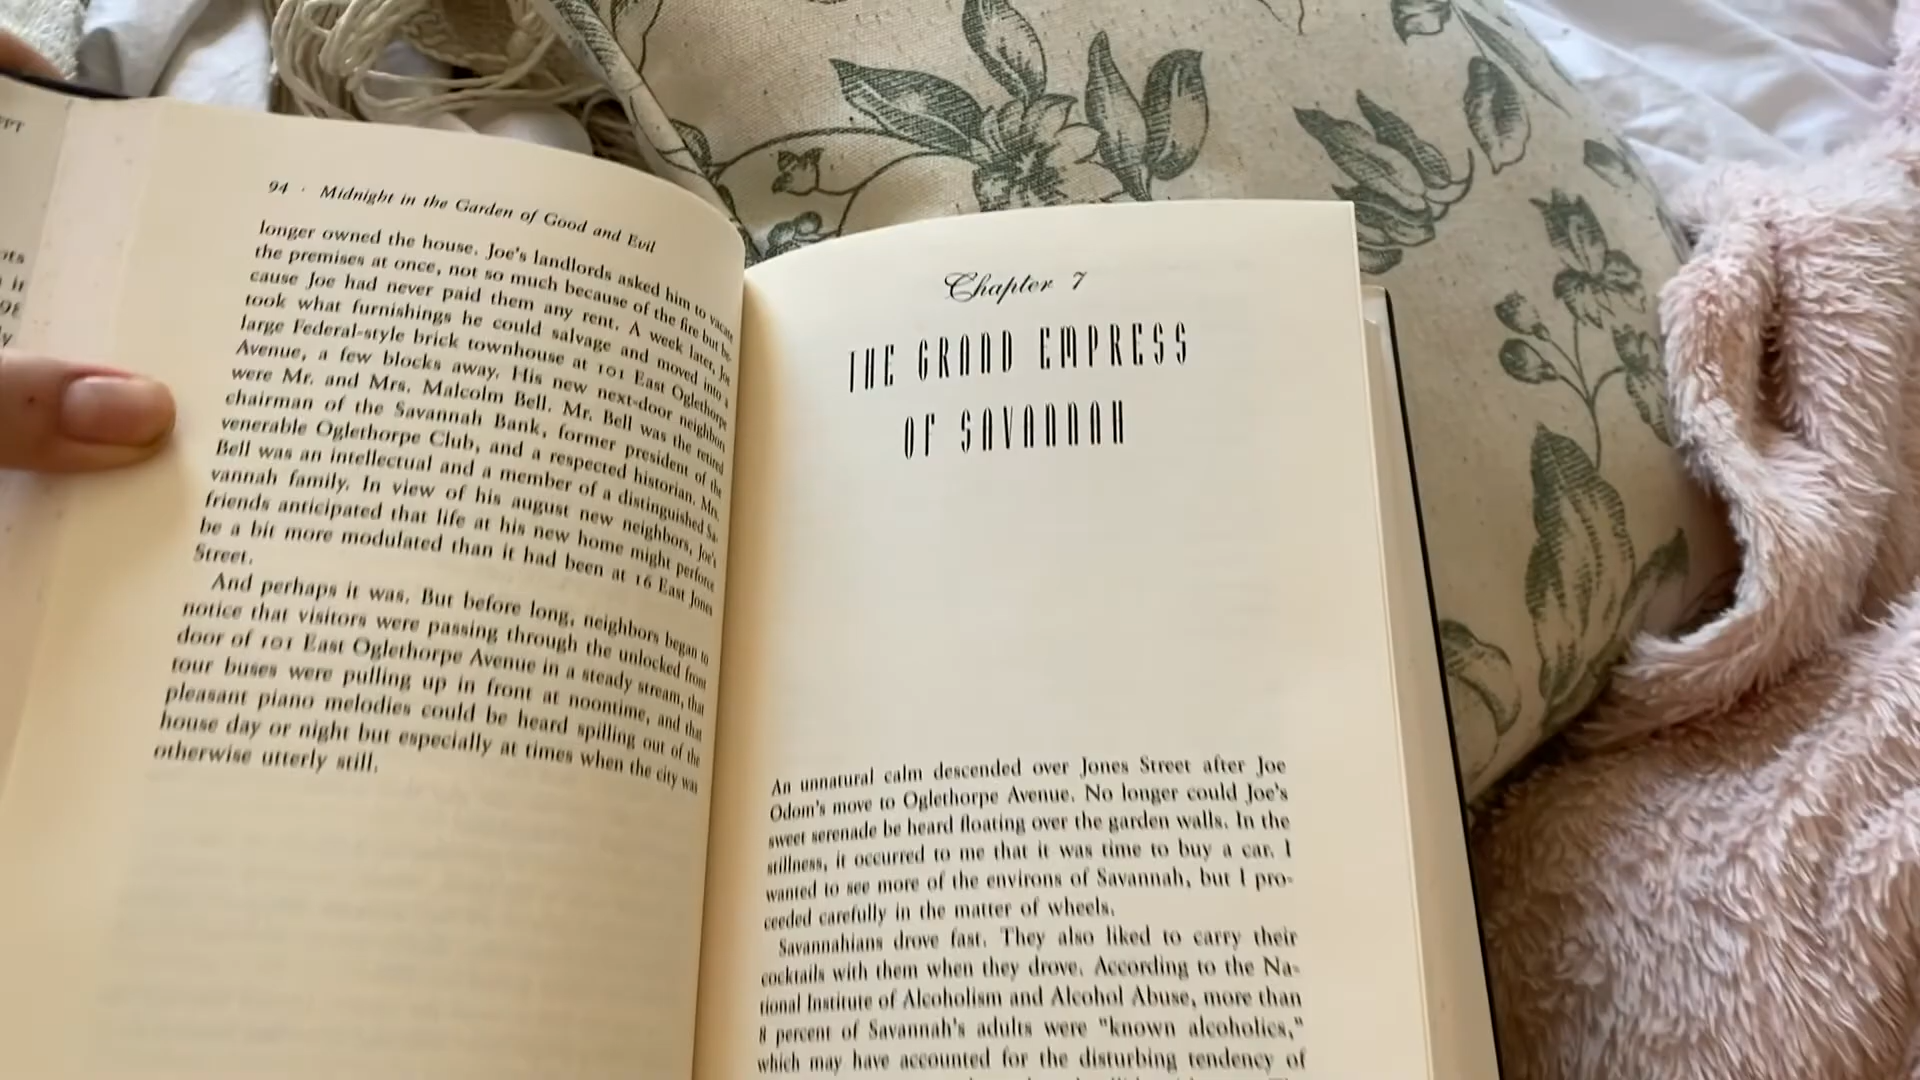 94 · Midnight in the Garden of Good and Evil
longer owned the house. Joe's landlords asked him to vacate
the premises at once, not so much because of the fire but be-
cause Joe had never paid them any rent. A week later, Joe
took what furnishings he could salvage and moved into a
large Federal-style brick townhouse at 101 East Oglethorpe
Avenue, a few blocks away. His new next-door neighbors
were Mr. and Mrs. Malcolm Bell. Mr. Bell was the retired
chairman of the Savannah Bank, former president of the
venerable Oglethorpe Club, and a respected historian. Mrs.
Bell was an intellectual and a member of a distinguished Sa-
vannah family. In view of his august new neighbors, Joe's
friends anticipated that life at his new home might perforce
be a bit more modulated than it had been at 16 East Jones
Street.
And perhaps it was. But before long, neighbors began to
notice that visitors were passing through the unlocked front
door of 101 East Oglethorpe Avenue in a steady stream, that
tour buses were pulling up in front at noontime, and that
pleasant piano melodies could be heard spilling out of the
house day or night but especially at times when the city was
otherwise utterly still.
Chapter 7
THE GRAND EMPRESS
OF SAVANNAH
An unnatural calm descended over Jones Street after Joe
Odom's move to Oglethorpe Avenue. No longer could Joe's
sweet serenade be heard floating over the garden walls. In the
stillness, it occurred to me that it was time to buy a car. I
wanted to see more of the environs of Savannah, but I pro-
ceeded carefully in the matter of wheels.
Savannahians drove fast. They also liked to carry their
cocktails with them when they drove. According to the Na-
tional Institute of Alcoholism and Alcohol Abuse, more than
8 percent of Savannah's adults were "known alcoholics,"
which may have accounted for the disturbing tendency of